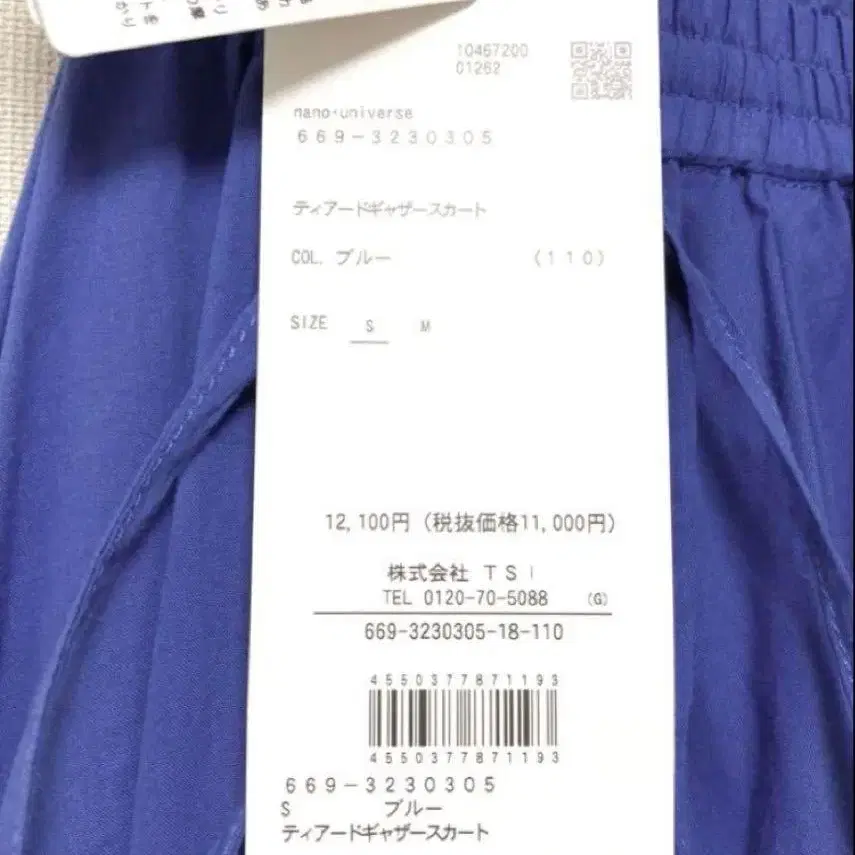 10467200
01262
nano・universe
669-3230305
ティアードギャザースカート
COL. ブルー (110)
SIZE S M
12,100円 (税抜価格11,000円)
株式会社 TSI
TEL 0120-70-5088 (G)
669-3230305-18-110
4550377871193
4550377871193
669-3230305
S ブルー
ティアードギャザースカート